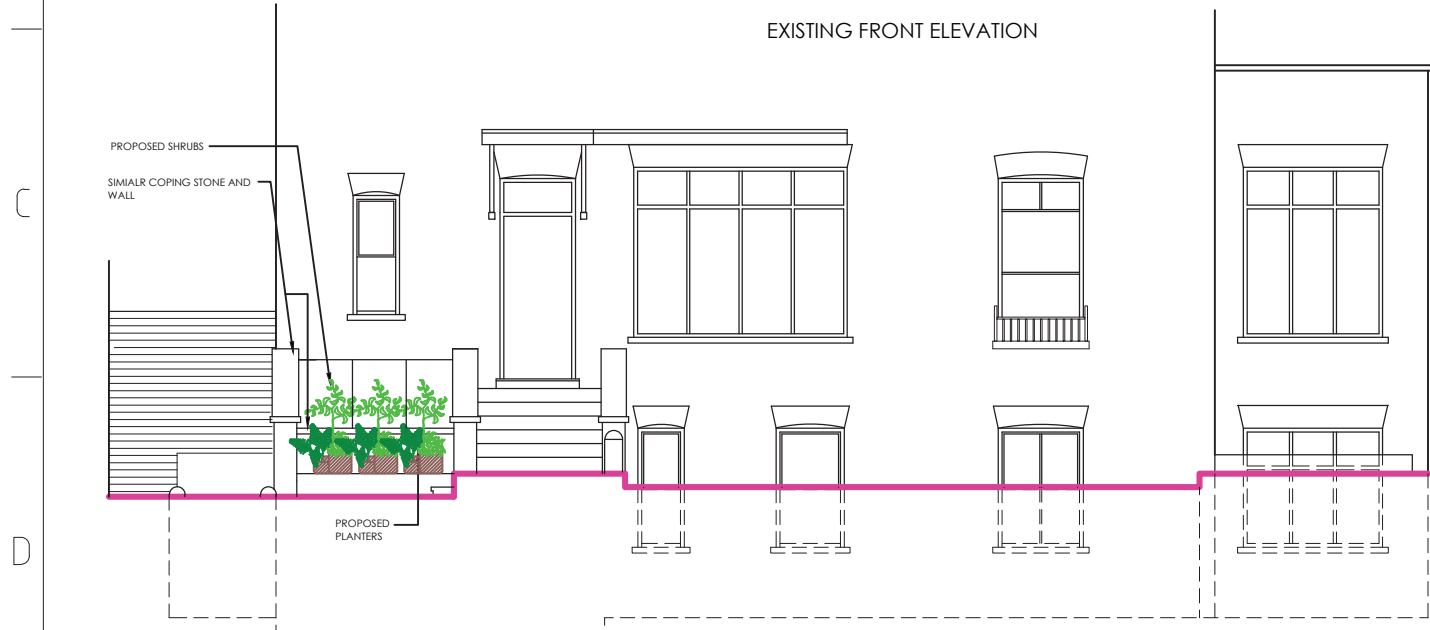 EXISTING FRONT ELEVATION
PROPOSED SHRUBS
SIMIALR COPING STONE AND
WALL
C
PROPOSED
PLANTERS
D